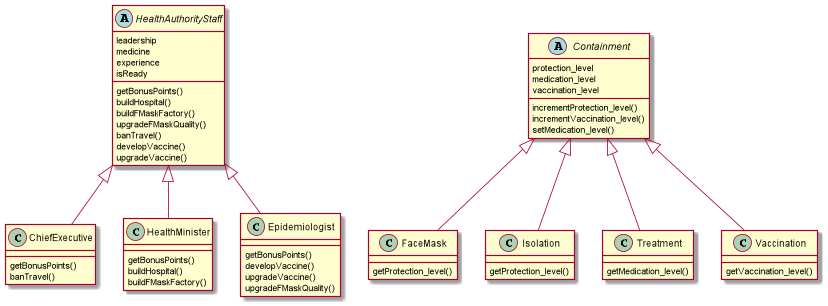 A HealthAuthorityStaff
leadership
medicine
experience
isReady
getBonusPoints()
buildHospital()
buildFMaskFactory()
upgradeFMaskQuality()
banTravel()
developVaccine()
upgradeVaccine()
A Containment
protection_level
medication_level
vaccination_level
incrementProtection_level()
incrementVaccination_level()
setMedication_level()
C ChiefExecutive
getBonusPoints()
banTravel()
C HealthMinister
getBonusPoints()
buildHospital()
buildFMaskFactory()
C Epidemiologist
getBonusPoints()
developVaccine()
upgradeVaccine()
upgradeFMaskQuality()
C FaceMask
getProtection_level()
C Isolation
getProtection_level()
C Treatment
getMedication_level()
C Vaccination
getVaccination_level()